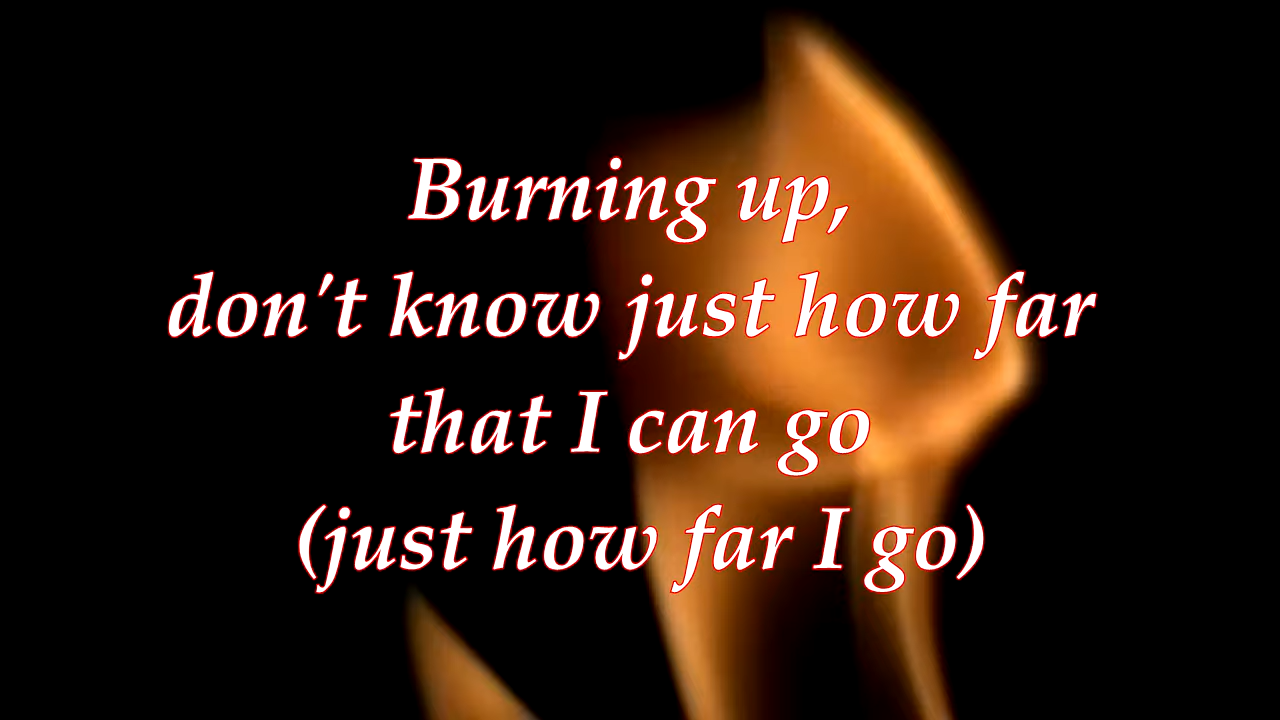 Burning up,
don't know just how far
that I can go
(just how far I go)